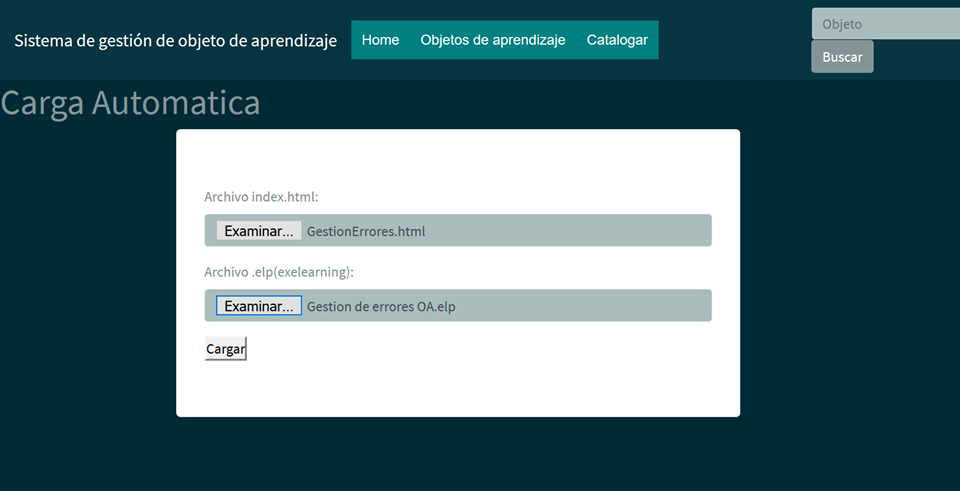 Sistema de gestión de objeto de aprendizaje
Home
Objetos de aprendizaje
Catalogar
Objeto
Buscar
Carga Automatica
Archivo index.html:
Examinar... GestionErrores.html
Archivo .elp(exelearning):
Examinar... Gestion de errores OA.elp
Cargar